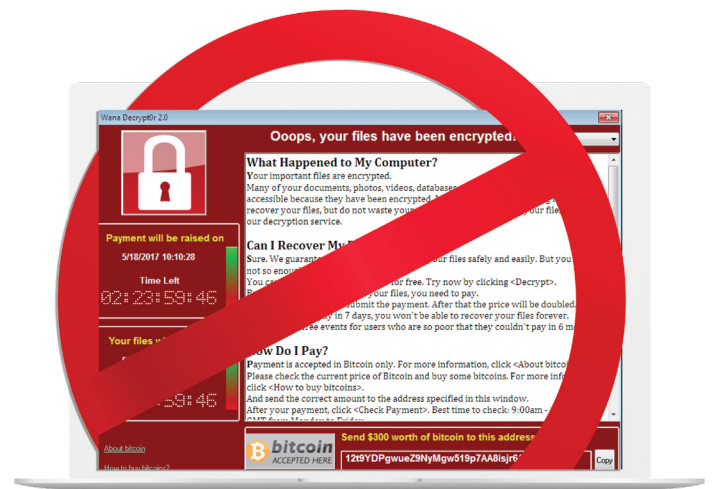 Wana Decrypt0r 2.0
Ooops, your files have been encrypted!
What Happened to My Computer?
Your important files are encrypted.
Many of your documents, photos, videos, databases
accessible because they have been encrypted.
recover your files, but do not waste your
our decryption service.
Payment will be raised on
5/18/2017 10:10:28
Time Left
02:23:59:46
Can I Recover My
Sure. We guarantee your files safely and easily. But you
not so enough
You can for free. Try now by clicking <Decrypt>.
your files, you need to pay.
submit the payment. After that the price will be doubled.
in 7 days, you won't be able to recover your files forever.
free events for users who are so poor that they couldn't pay in 6
Your files
59:46
How Do I Pay?
Payment is accepted in Bitcoin only. For more information, click <About
Please check the current price of Bitcoin and buy some bitcoins. For more
click <How to buy bitcoins>.
And send the correct amount to the address specified in this window.
After your payment, click <Check Payment>. Best time to check: 9:00am -
GMT from Monday to Friday
About bitcoin
How to buy bitcoins?
bitcoin
ACCEPTED HERE
Send $300 worth of bitcoin to this address
12t9YDPgwueZ9NyMgw519p7AA8isjr6
Copy